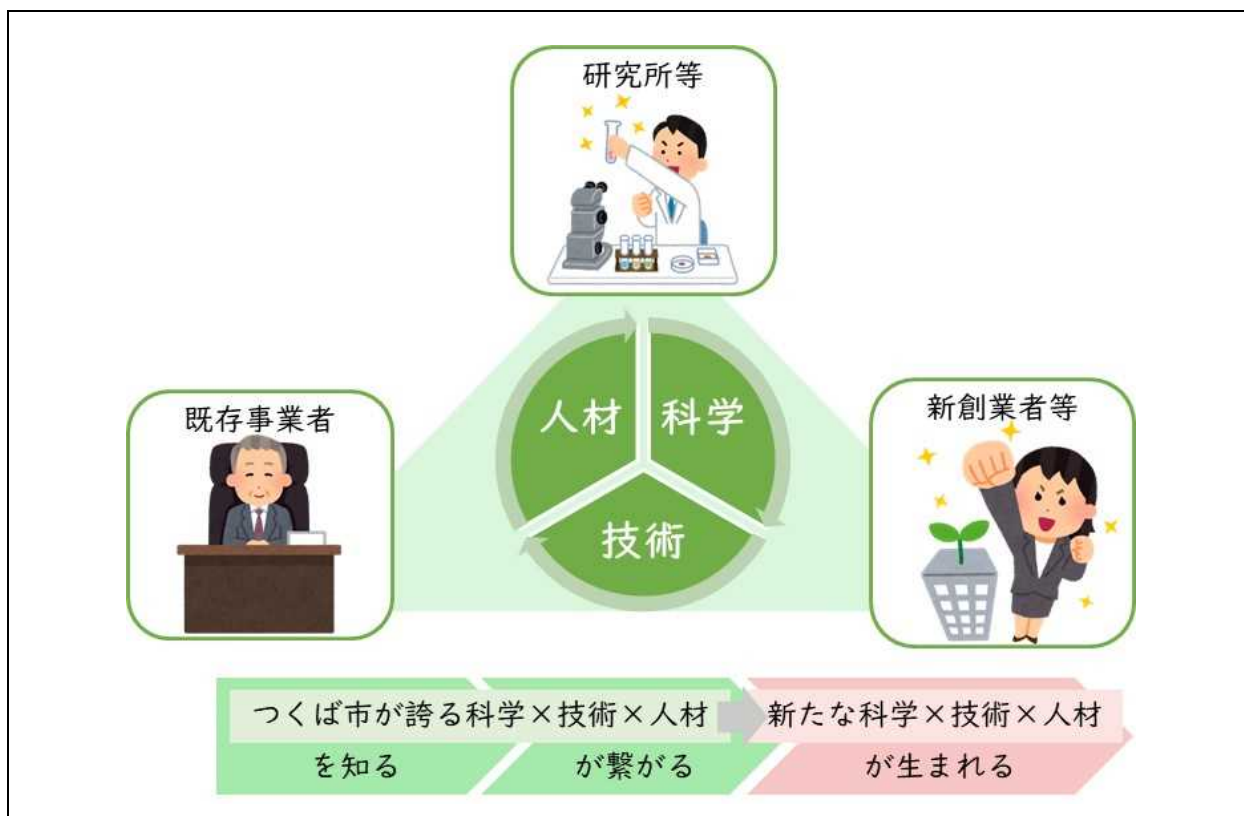 研究所等
既存事業者
新創業者等
人材
科学
技術
つくば市が誇る科学×技術×人材
を知る
が繋がる
新たな科学×技術×人材
が生まれる